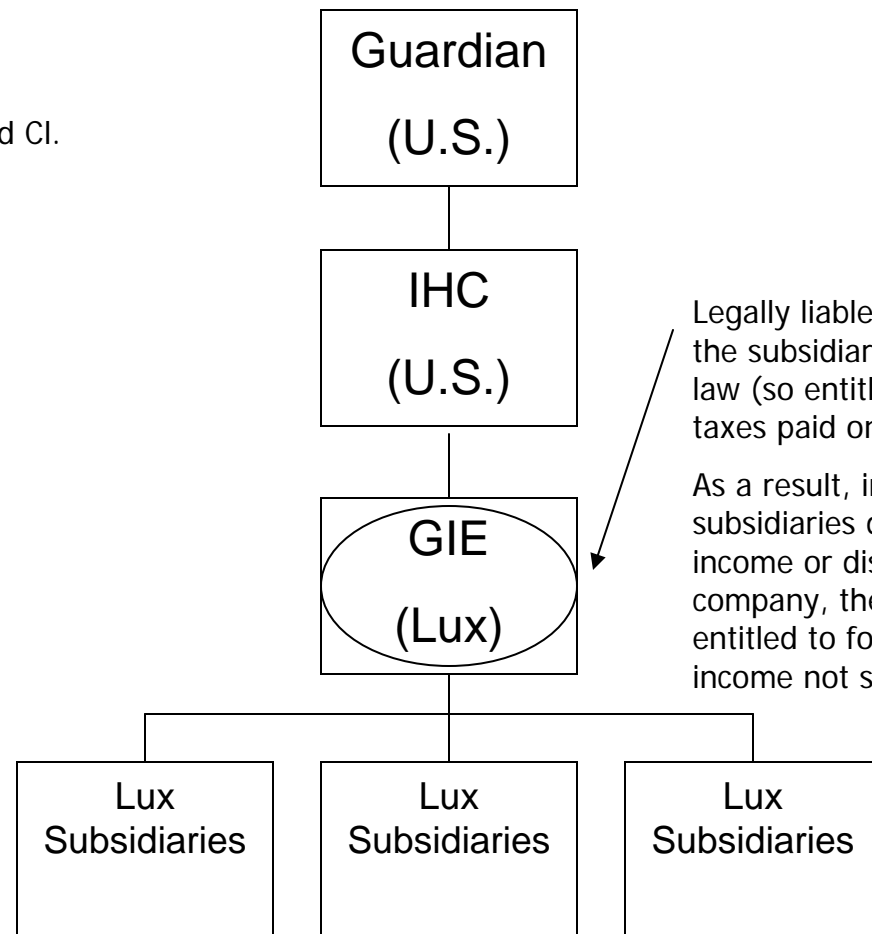 Guardian
(U.S.)
d Cl.
IHC
(U.S.)
Legally liable
the subsidiar
law (so entitl
taxes paid or
As a result, i
subsidiaries
income or dis
company, the
entitled to fo
income not s
GIE
(Lux)
Lux
Subsidiaries
Lux
Subsidiaries
Lux
Subsidiaries